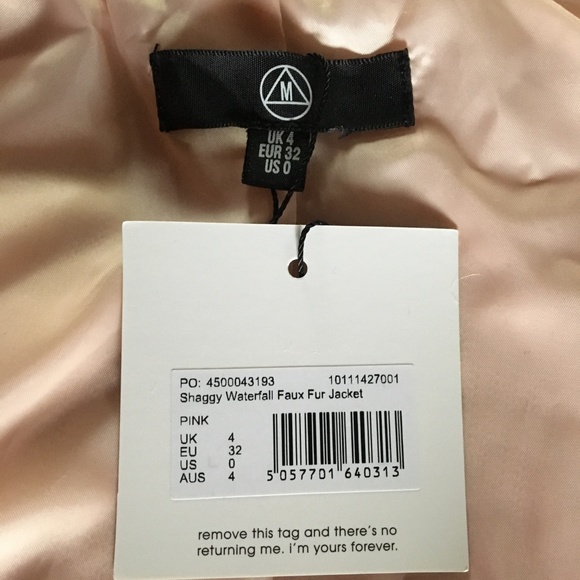 M
UK 4
EUR 32
US 0
PO: 4500043193 10111427001
Shaggy Waterfall Faux Fur Jacket
PINK
UK 4
EU 32
US 0
AUS 4
5 057701 640313
remove this tag and there's no
returning me. i'm yours forever.